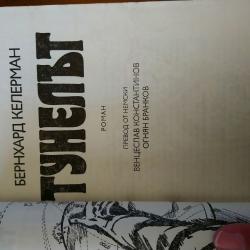 БЕРНХАРД КЕЛЕРМАН
ТУНЕЛЪТ
РОМАН
ПРЕВОД ОТ НЕМСКИ
ВЕНЦЕСЛАВ КОНСТАНТИНОВ
ОГНЯН БРАНКОВ